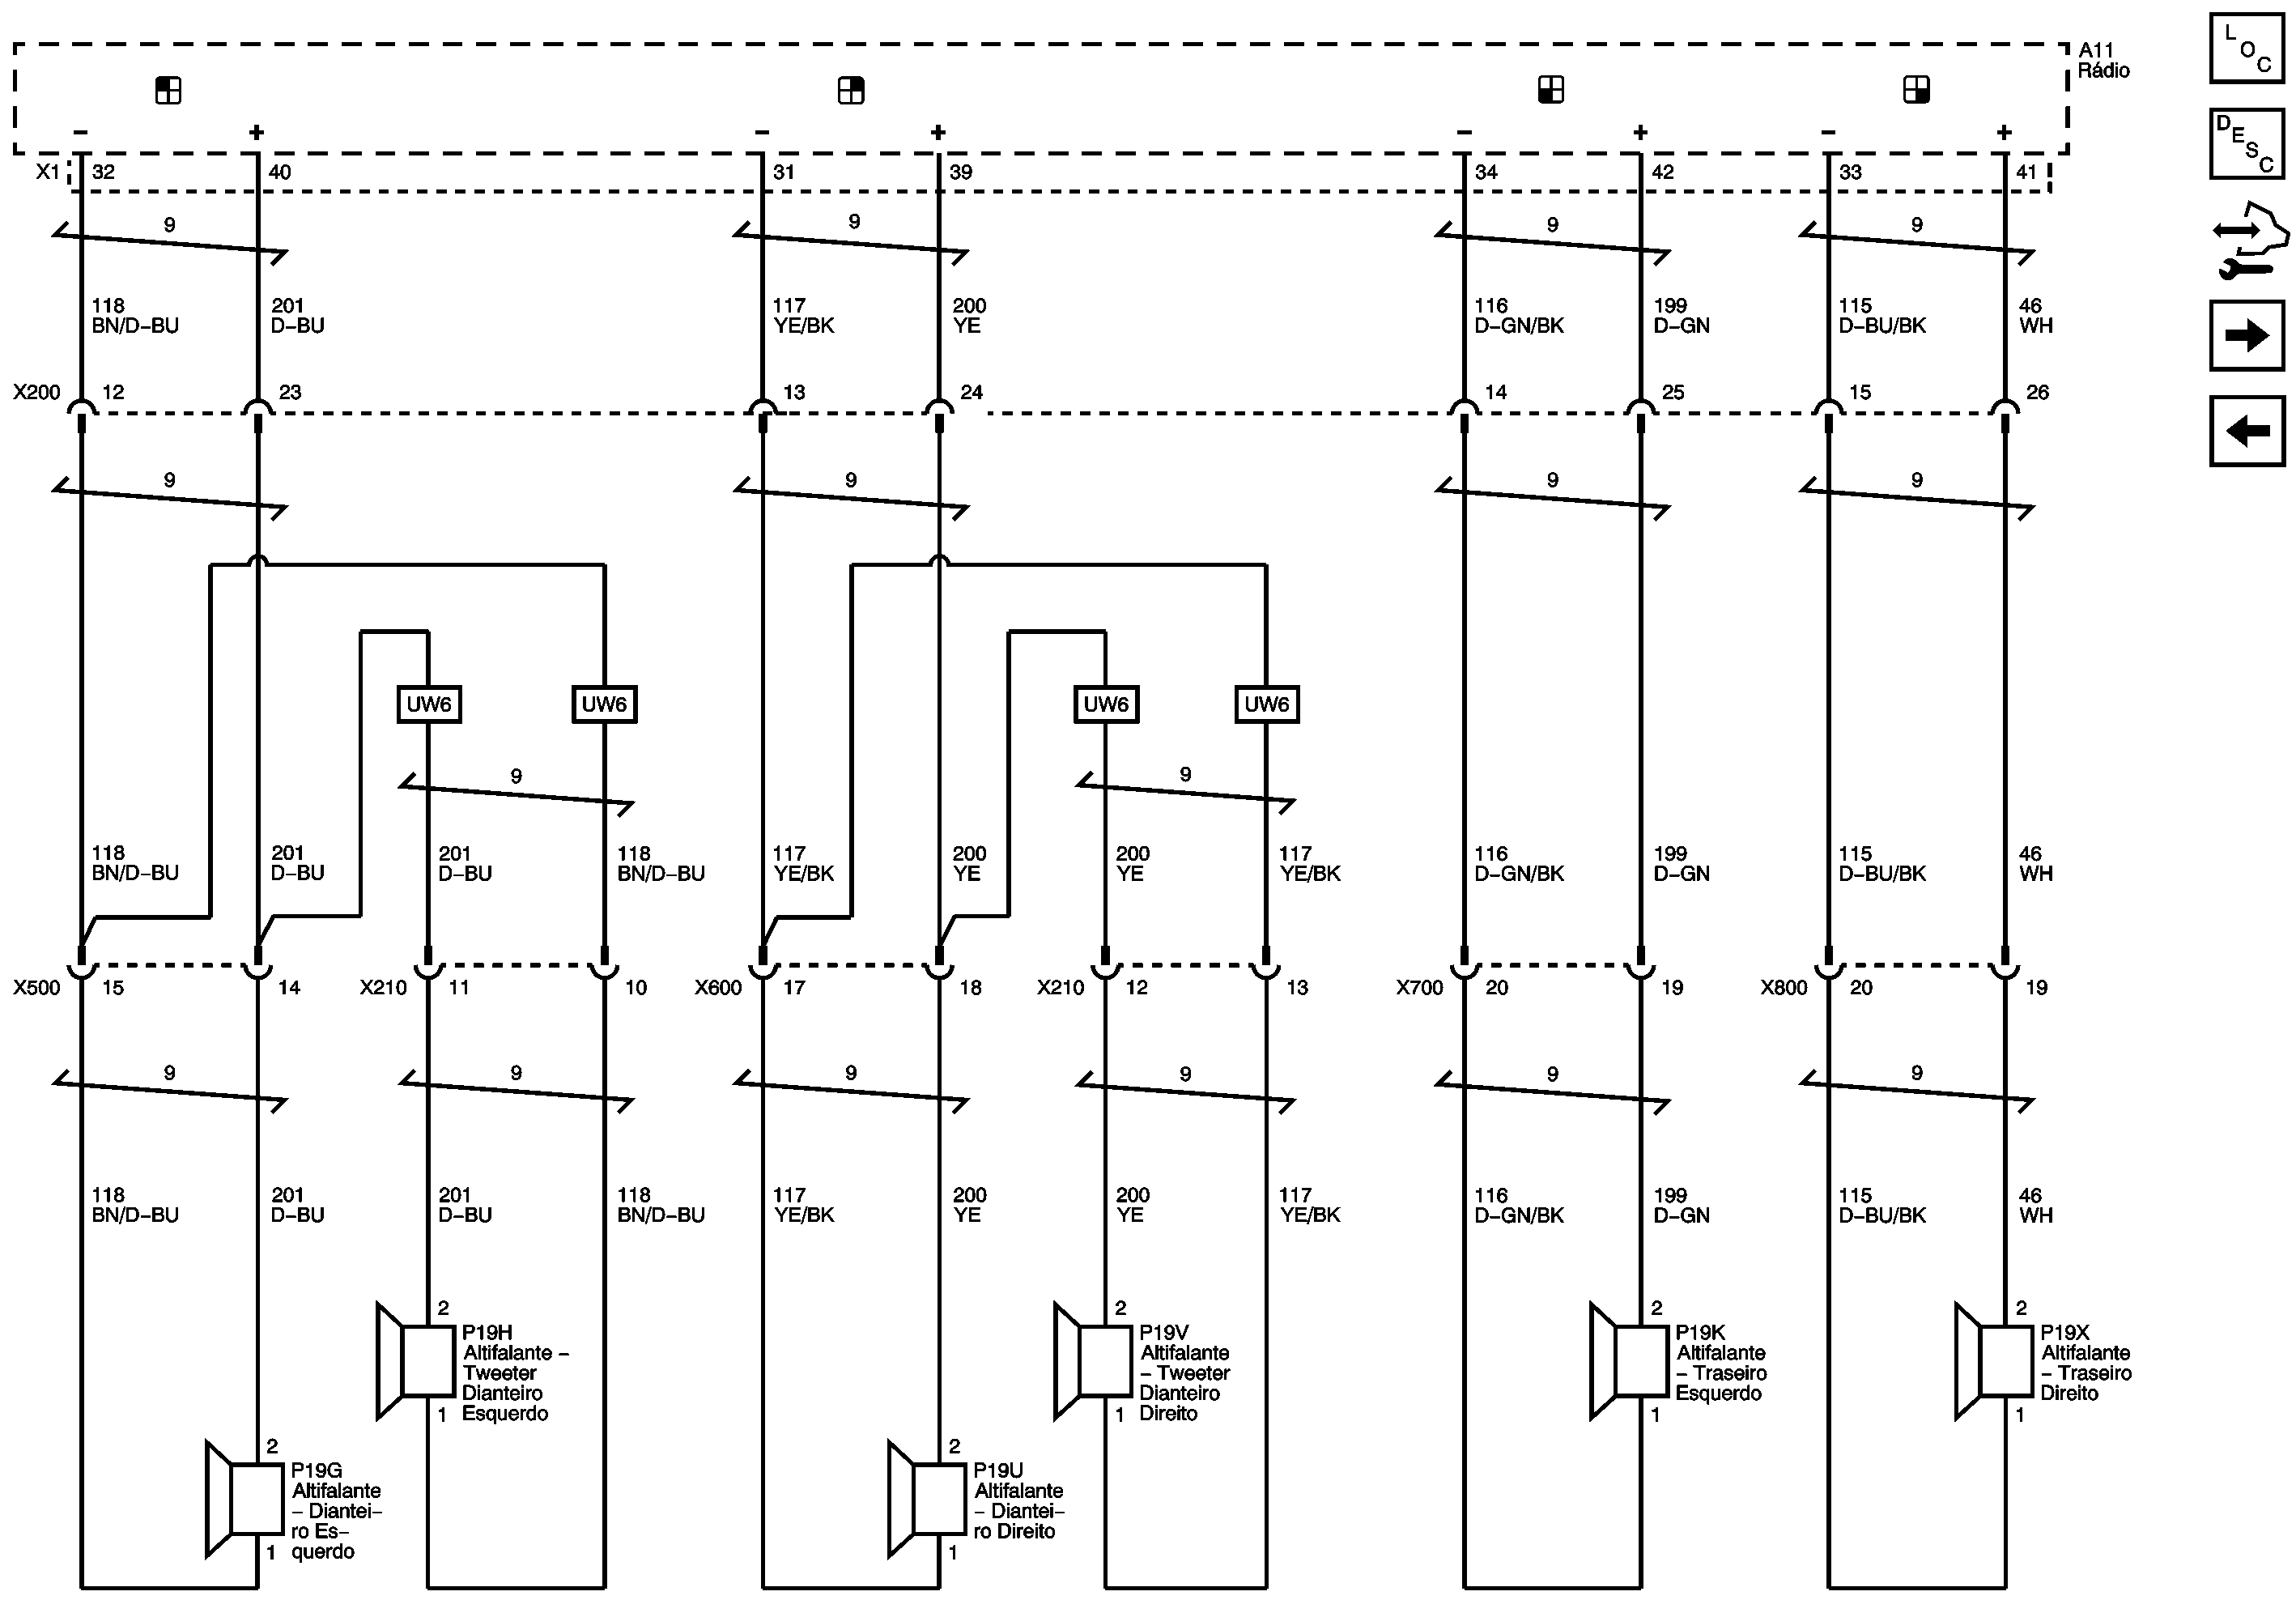 A11
Rádio
L
O
C
D
E
S
C
− + − + − + − +
X1 32 40 31 39 34 42 33 41
9 9 9 9
118 201 117 200 116 199 115 46
BN/D−BU D−BU YE/BK YE D−GN/BK D−GN D−BU/BK WH
X200 12 23 13 24 14 25 15 26
9 9 9 9
UW6 UW6 UW6 UW6
9 9
118 201 201 118 117 200 200 117 116 199 115 46
BN/D−BU D−BU D−BU BN/D−BU YE/BK YE YE YE/BK D−GN/BK D−GN D−BU/BK WH
X500 15 14 X210 11 10 X600 17 18 X210 12 13 X700 20 19 X800 20 19
9 9 9 9 9 9
118 201 201 118 117 200 200 117 116 199 115 46
BN/D−BU D−BU D−BU BN/D−BU YE/BK YE YE YE/BK D−GN/BK D−GN D−BU/BK WH
2
P19H
Altifalante −
Tweeter
Dianteiro
Esquerdo
1
2
P19V
Altifalante
− Tweeter
Dianteiro
Direito
1
2
P19K
Altifalante
− Traseiro
Esquerdo
1
2
P19X
Altifalante
− Traseiro
Direito
1
2
P19G
Altifalante
− Diantei−
ro Es−
querdo
1
2
P19U
Altifalante
− Diantei−
ro Direito
1